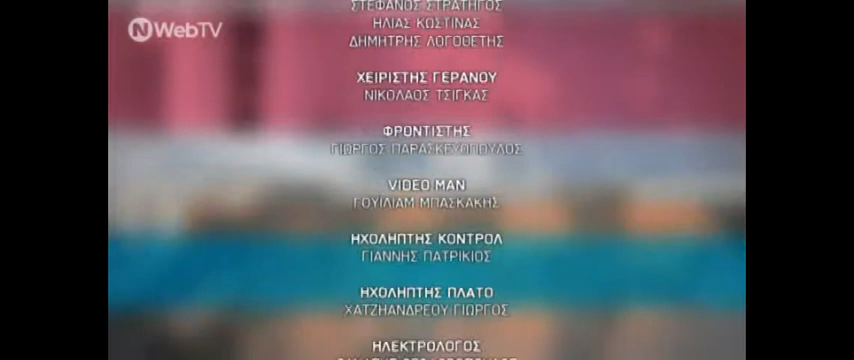 N WebTV
ΣΤΕΦΑΝΟΣ ΣΤΡΑΤΗΓΟΣ
ΗΛΙΑΣ ΚΩΣΤΙΝΑΣ
ΔΗΜΗΤΡΗΣ ΛΟΓΟΘΕΤΗΣ
ΧΕΙΡΙΣΤΗΣ ΓΕΡΑΝΟΥ
ΝΙΚΟΛΑΟΣ ΤΣΙΓΚΑΣ
ΦΡΟΝΤΙΣΤΗΣ
ΓΙΩΡΓΟΣ ΠΑΡΑΣΚΕΥΟΠΟΥΛΟΣ
VIDEO MAN
ΓΟΥΙΛΙΑΜ ΜΠΑΣΚΑΚΗΣ
ΗΧΟΛΗΠΤΗΣ ΚΟΝΤΡΟΛ
ΓΙΑΝΝΗΣ ΠΑΤΡΙΚΙΟΣ
ΗΧΟΛΗΠΤΗΣ ΠΛΑΤΟ
ΧΑΤΖΗΑΝΔΡΕΟΥ ΓΙΩΡΓΟΣ
ΗΛΕΚΤΡΟΛΟΓΟΣ